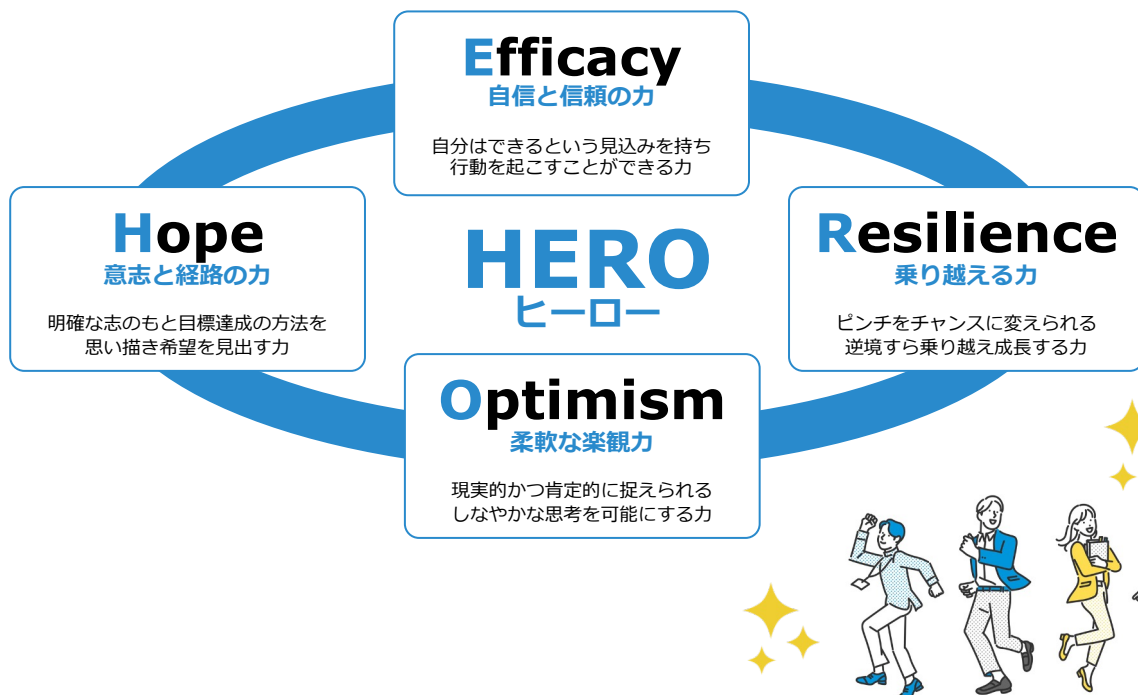 Efficacy
自信と信頼の力
自分はできるという見込みを持ち
行動を起こすことができる力
Hope
意志と経路の力
明確な志のもと目標達成の方法を
思い描き希望を見出す力
HERO
ヒーロー
Resilience
乗り越える力
ピンチをチャンスに変えられる
逆境すら乗り越え成長する力
Optimism
柔軟な楽観力
現実的かつ肯定的に捉えられる
しなやかな思考を可能にする力